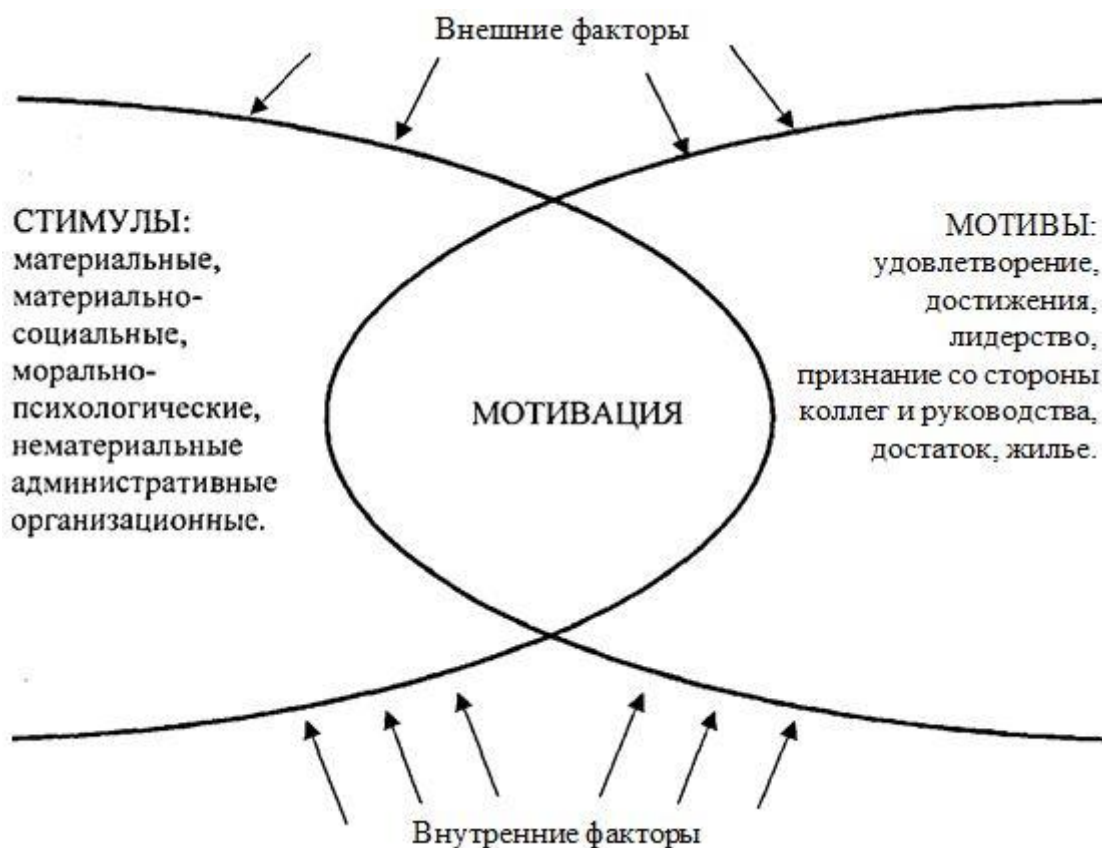 Внешние факторы
СТИМУЛЫ:
материальные,
материально-
социальные,
морально-
психологические,
нематериальные
административные
организационные.
МОТИВАЦИЯ
МОТИВЫ:
удовлетворение,
достижения,
лидерство,
признание со стороны
коллег и руководства,
достаток, жилье.
Внутренние факторы